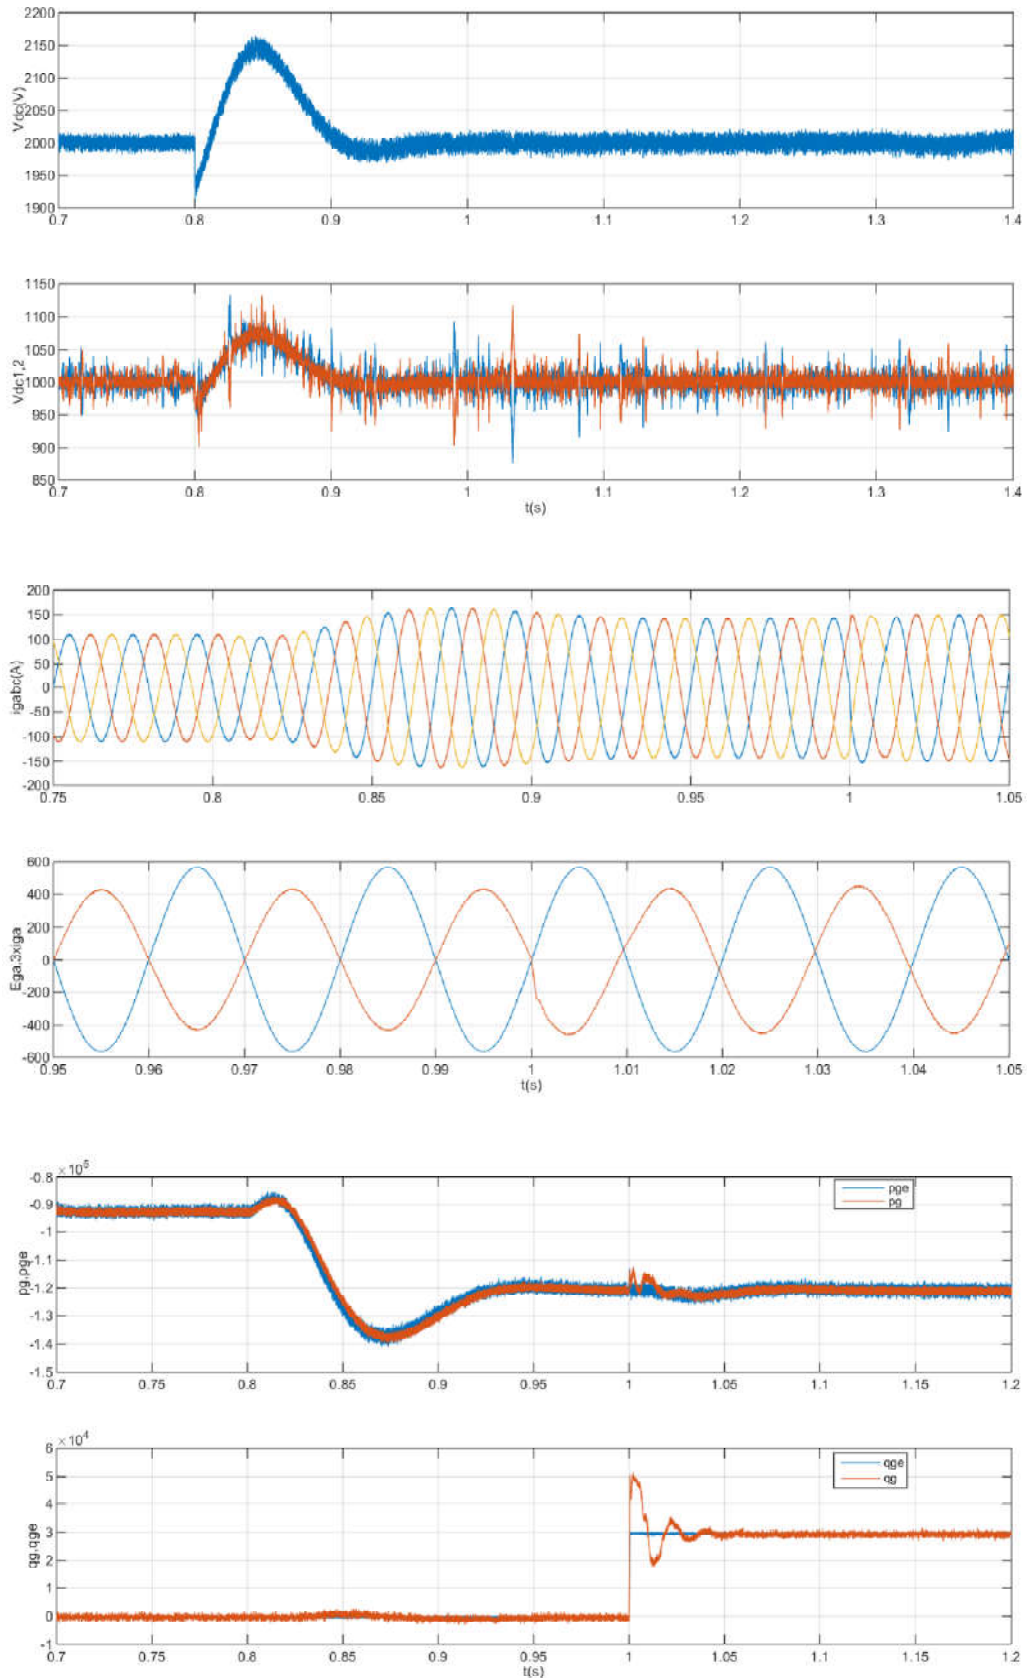 2200
2150
2100
2050
2000
1950
1900
Vdc(V)
0.7 0.8 0.9 1 1.1 1.2 1.3 1.4
1150
1100
1050
1000
950
900
850
Vdc1,2
0.7 0.8 0.9 1 1.1 1.2 1.3 1.4
t(s)
200
150
100
50
0
-50
-100
-150
-200
igabc(A)
0.75 0.8 0.85 0.9 0.95 1 1.05
600
400
200
0
-200
-400
-600
Ega,3xiga
0.95 0.96 0.97 0.98 0.99 1 1.01 1.02 1.03 1.04 1.05
t(s)
×10⁵
-0.8
-0.9
-1
-1.1
-1.2
-1.3
-1.4
-1.5
pg,pge
pge
pg
0.7 0.75 0.8 0.85 0.9 0.95 1 1.05 1.1 1.15 1.2
×10⁴
6
5
4
3
2
1
0
-1
qg,qge
qge
qg
0.7 0.75 0.8 0.85 0.9 0.95 1 1.05 1.1 1.15 1.2
t(s)